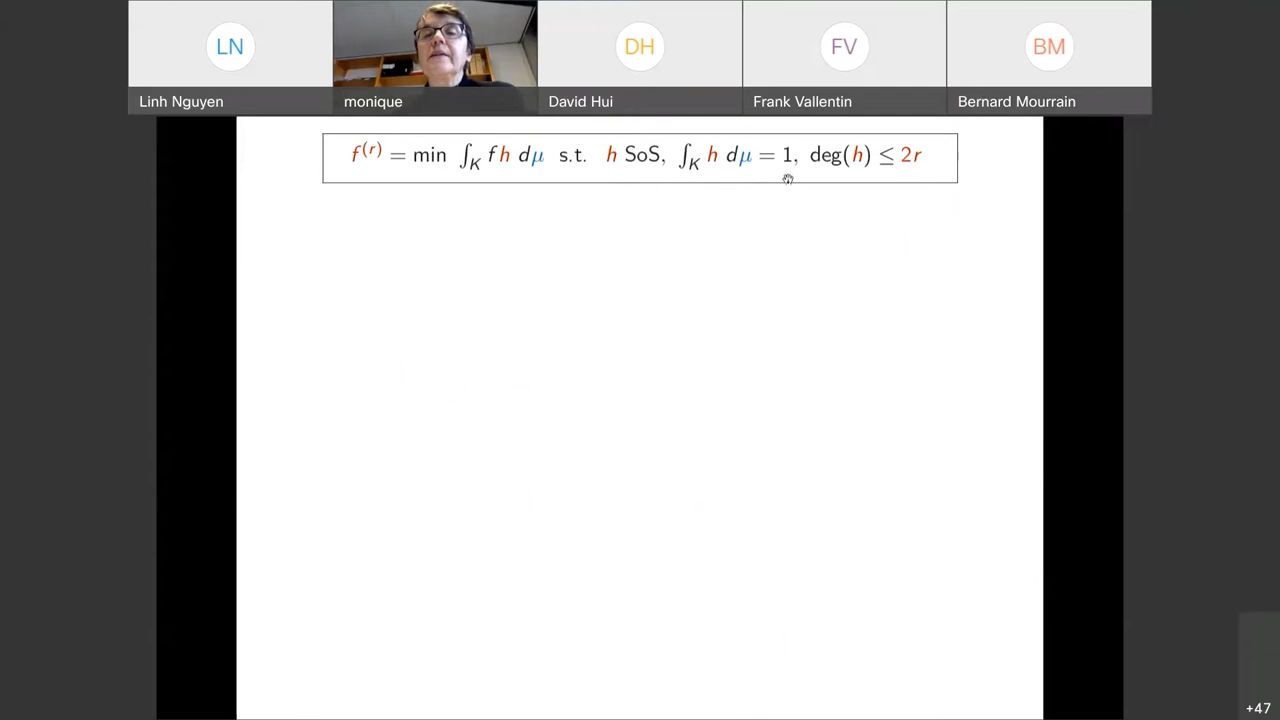 LN
DH
FV
BM
Linh Nguyen
monique
David Hui
Frank Vallentin
Bernard Mourrain
f^(r) = min ∫_K fh dμ s.t. h SoS, ∫_K h dμ = 1, deg(h) ≤ 2r
+47